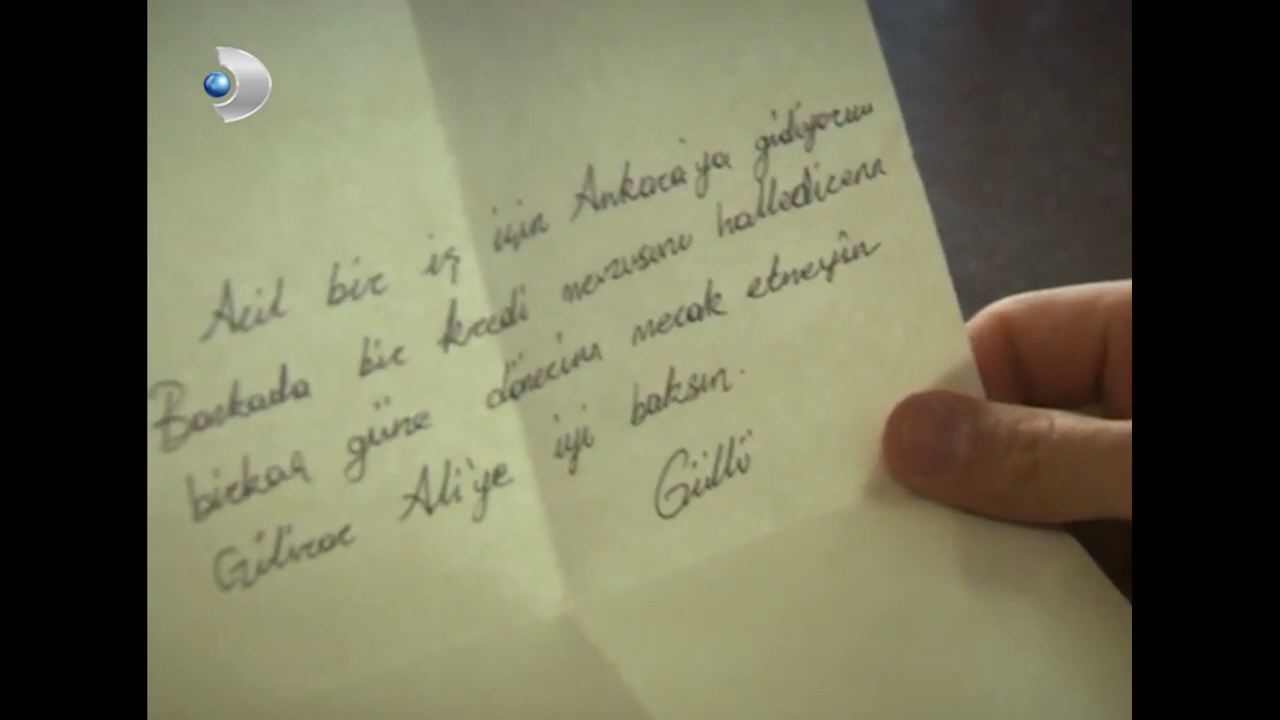 Acil bir iş için Ankara'ya gidiyorum
Bankada bir kredi mevzusunu halledicem
birkaç güne dönerim merak etmeyin
Gülizar Ali'ye iyi baksın.
Güllü